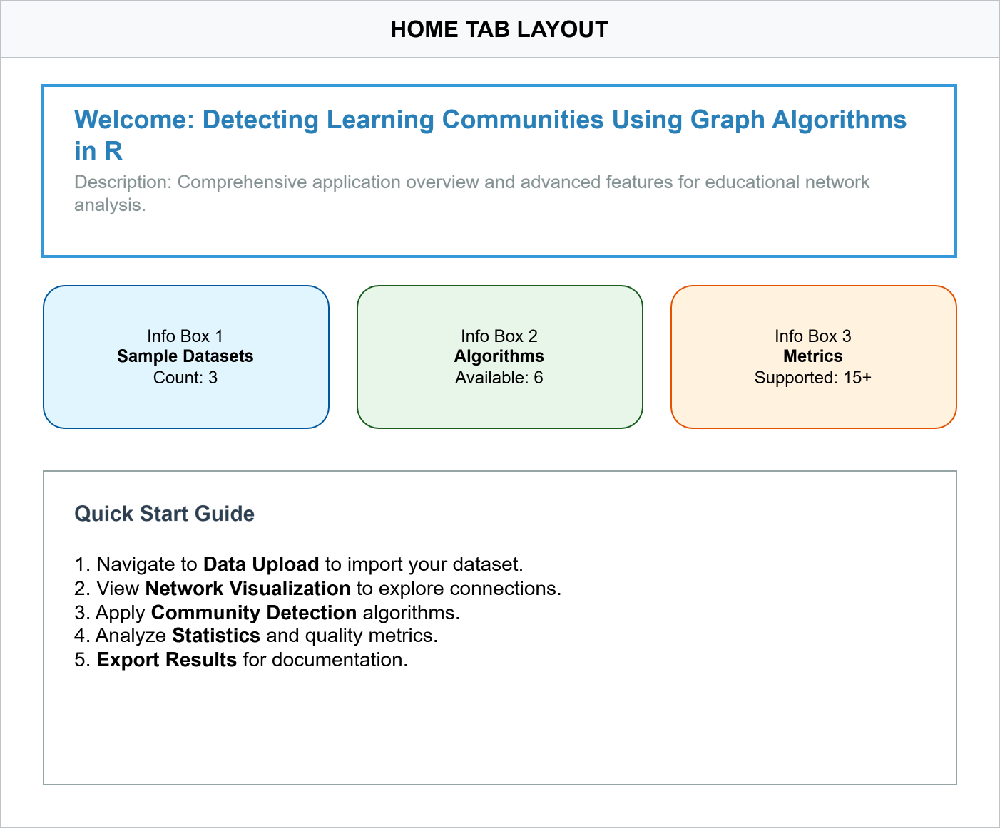 HOME TAB LAYOUT
Welcome: Detecting Learning Communities Using Graph Algorithms
in R
Description: Comprehensive application overview and advanced features for educational network
analysis.
Info Box 1
Sample Datasets
Count: 3
Info Box 2
Algorithms
Available: 6
Info Box 3
Metrics
Supported: 15+
Quick Start Guide
1. Navigate to Data Upload to import your dataset.
2. View Network Visualization to explore connections.
3. Apply Community Detection algorithms.
4. Analyze Statistics and quality metrics.
5. Export Results for documentation.